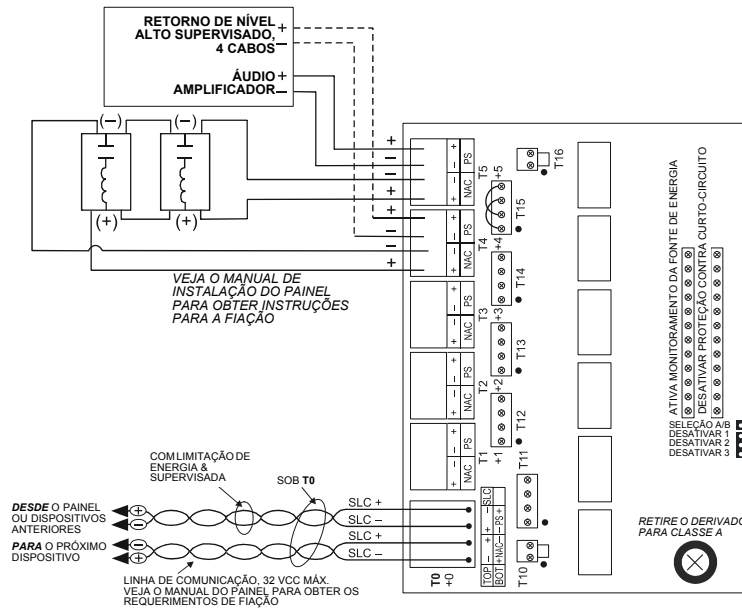 RETORNO DE NÍVEL +
ALTO SUPERVISADO, –
4 CABOS
ÁUDIO +
AMPLIFICADOR –
(–) (–)
(+) (+)
+
–
–
+
+
–
–
+
VEJA O MANUAL DE
INSTALAÇÃO DO PAINEL
PARA OBTER INSTRUÇÕES
PARA A FIAÇÃO
+ – PS
– + NAC
T5
+ – PS
– + NAC
T4
+ – PS
– + NAC
T3
+ – PS
– + NAC
T2
+ – PS
– + NAC
T1
T16
+5
T15
+4
T14
+3
T13
+2
T12
+1
T11
T10
ATIVA MONITORAMENTO DA FONTE DE ENERGIA
DESATIVAR PROTEÇÃO CONTRA CURTO-CIRCUITO
SELEÇÃO A/B
DESATIVAR 1
DESATIVAR 2
DESATIVAR 3
COM LIMITAÇÃO DE
ENERGIA &
SUPERVISADA
SOB T0
DESDE O PAINEL
OU DISPOSITIVOS
ANTERIORES
+
–
PARA O PRÓXIMO
DISPOSITIVO
–
+
SLC +
SLC –
SLC +
SLC –
LINHA DE COMUNICAÇÃO, 32 VCC MÁX.
VEJA O MANUAL DO PAINEL PARA OBTER OS
REQUERIMENTOS DE FIAÇÃO
T0
+0
TOP – + – + SLC
BOT + NAC – – PS +
RETIRE O DERIVADOR
PARA CLASSE A